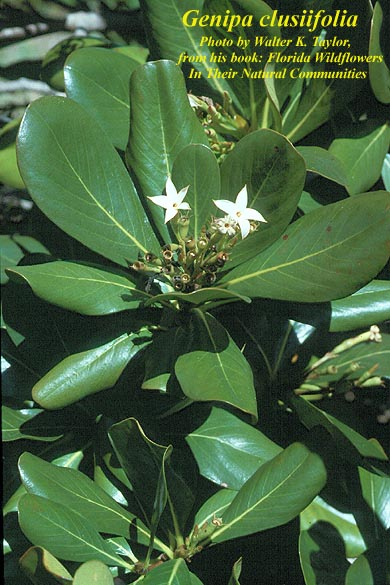 Genipa clusiifolia
Photo by Walter K. Taylor,
from his book: Florida Wildflowers
In Their Natural Communities